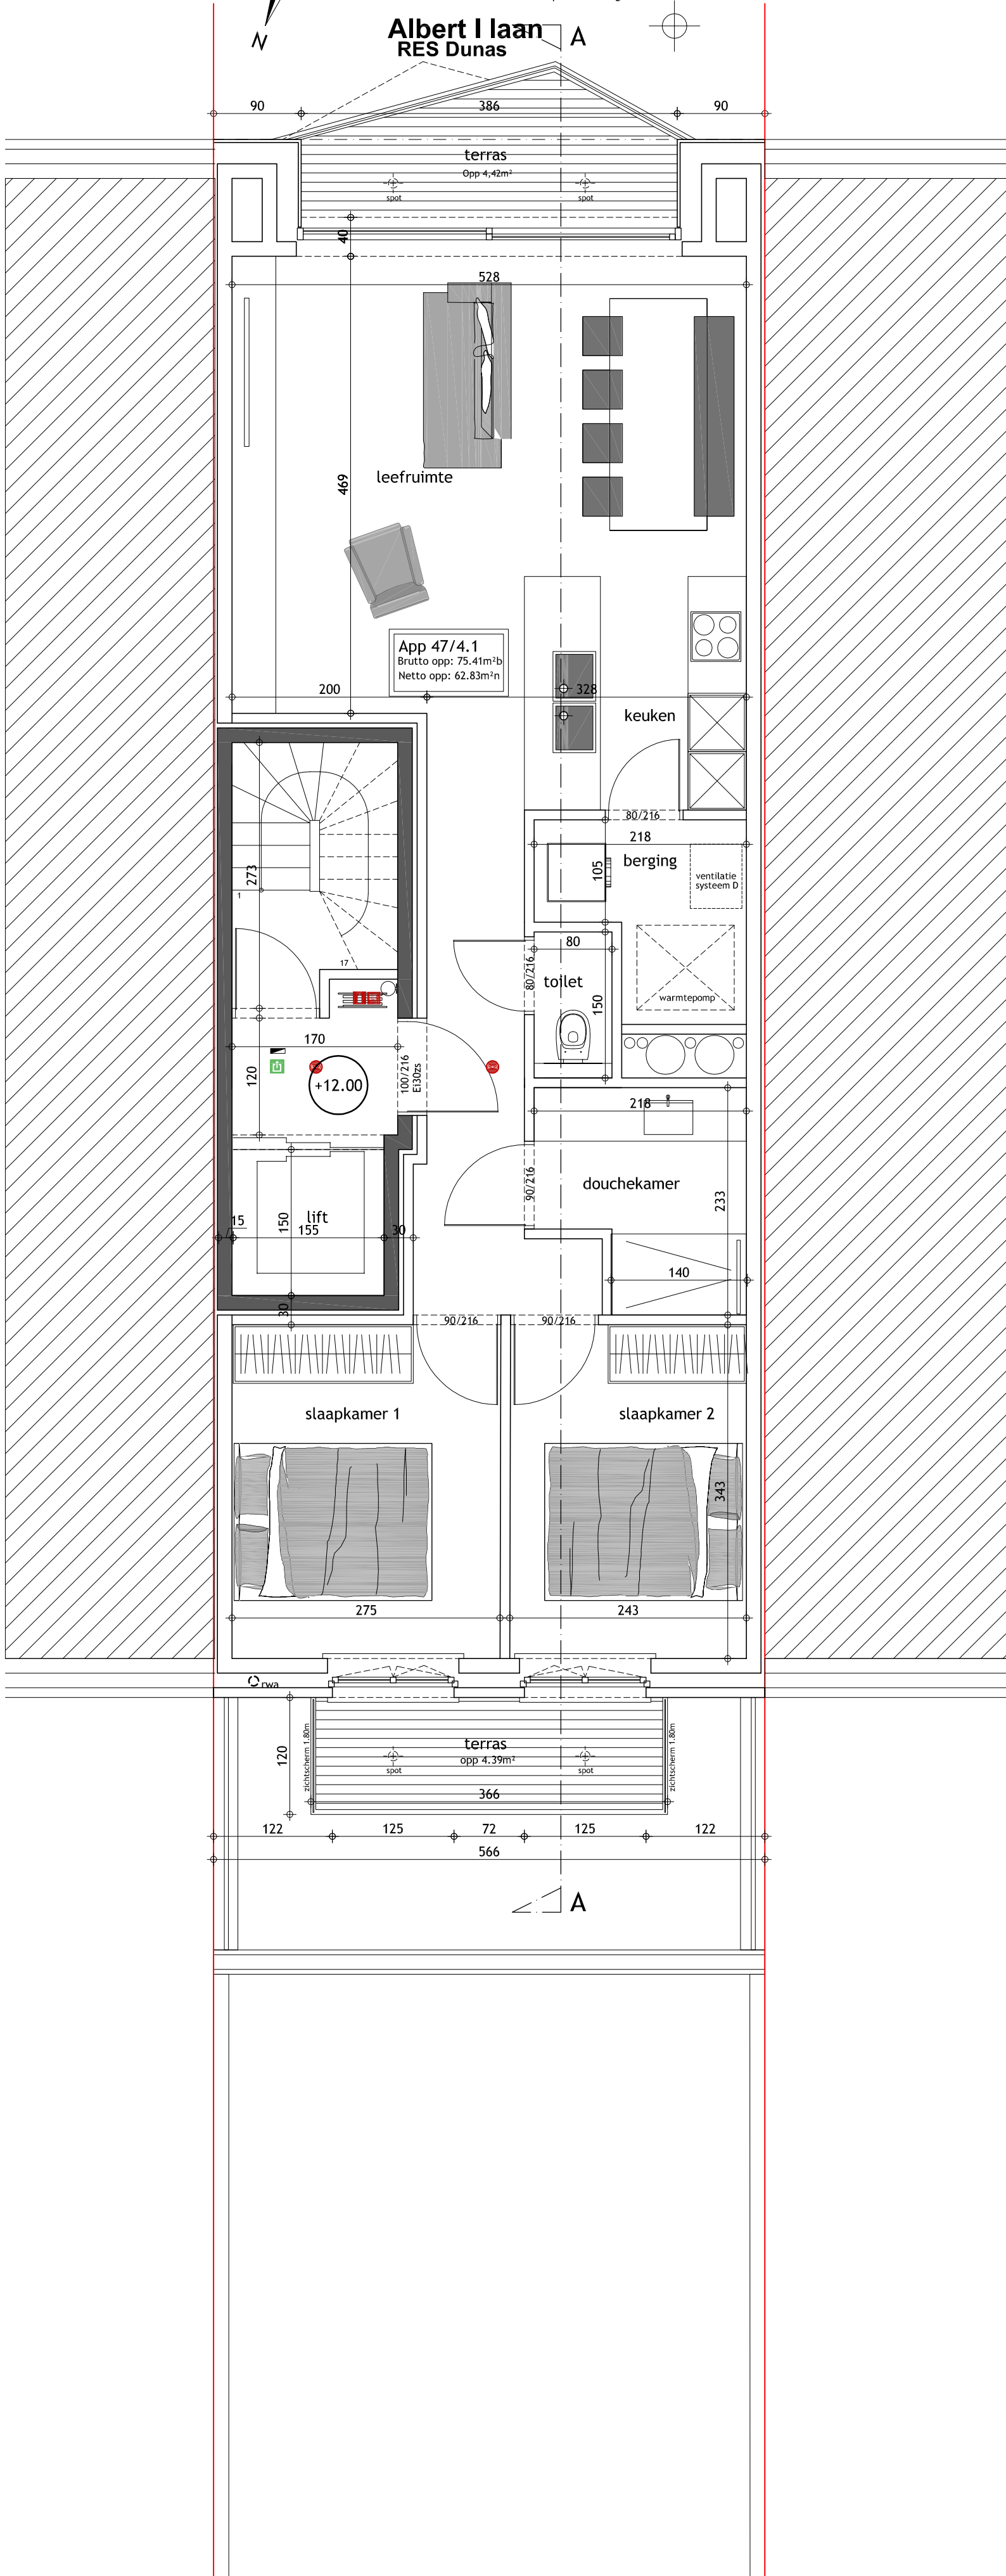 Albert I laan
RES Dunas
A
N
90
386
90
terras
Opp 4,42m²
spot
spot
40
528
469
leefruimte
App 47/4.1
Brutto opp: 75.41m²b
Netto opp: 62.83m²n
200
328
keuken
80/216
218
berging
105
ventilatie
systeem D
273
1
17
80
80/216
toilet
150
warmtepomp
170
120
+12.00
100/216
Ei30zs
218
90/216
douchekamer
233
15
150
lift
155
30
140
30
90/216
90/216
slaapkamer 1
slaapkamer 2
343
275
243
rwa
120
zichtscherm 1.80m
terras
opp 4.39m²
spot
spot
zichtscherm 1.80m
366
122
125
72
125
122
566
A